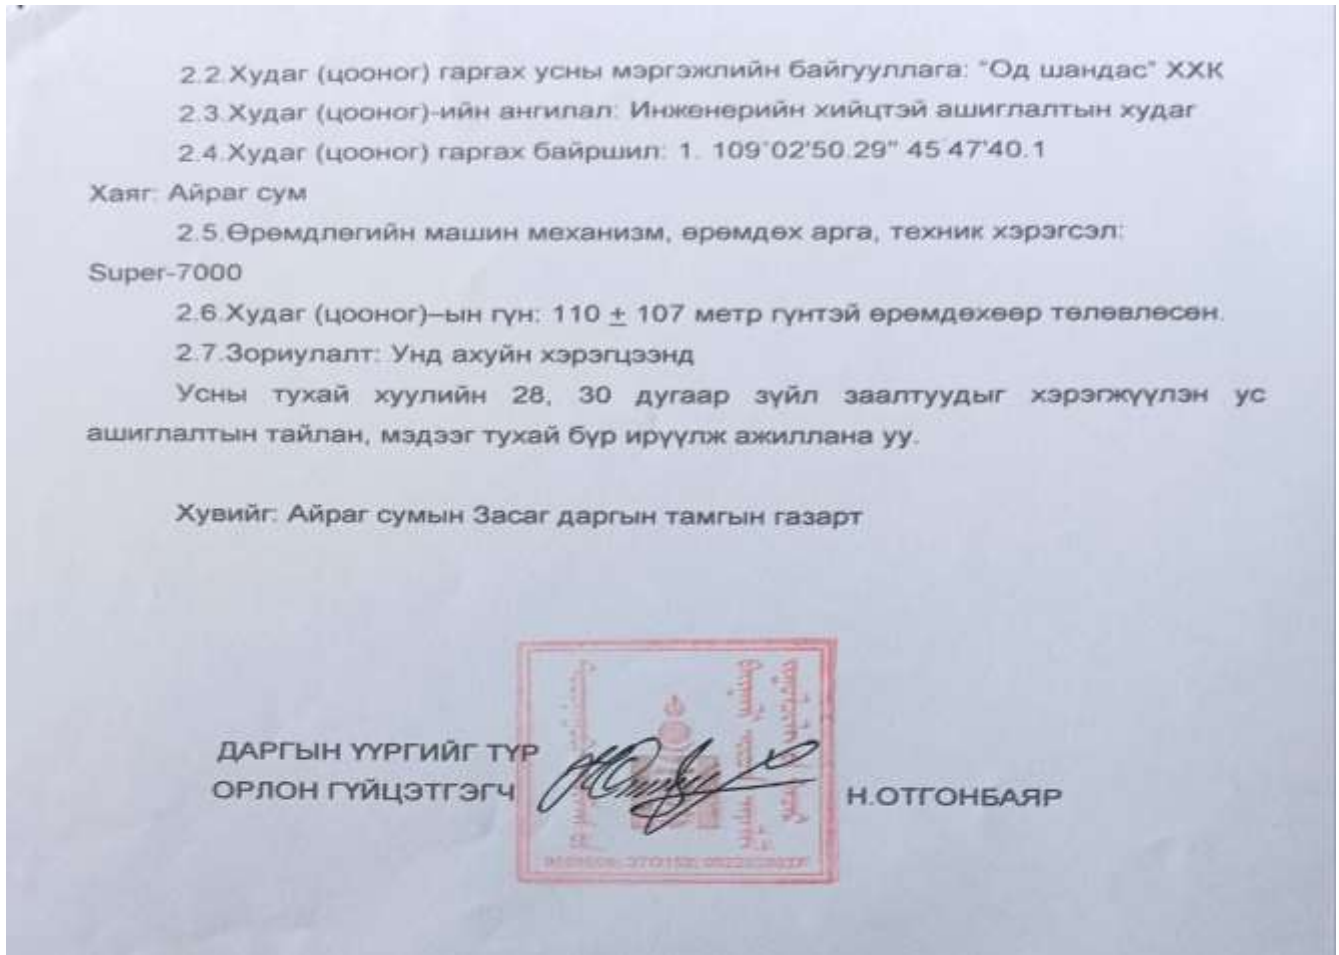 2.2.Худаг (цооног) гаргах усны мэргэжлийн байгууллага: "Од шандас" ХХК
2.3.Худаг (цооног)-ийн ангилал: Инженерийн хийцтэй ашиглалтын худаг
2.4.Худаг (цооног) гаргах байршил: 1. 109°02'50.29" 45 47'40.1
Хаяг: Айраг сум
2.5.Өрөмдлөгийн машин механизм, өрөмдөх арга, техник хэрэгсэл:
Super-7000
2.6.Худаг (цооног)–ын гүн: 110 ± 107 метр гүнтэй өрөмдөхөөр төлөвлөсөн.
2.7.Зориулалт: Унд ахуйн хэрэгцээнд
Усны тухай хуулийн 28, 30 дугаар зүйл заалтуудыг хэрэгжүүлэн ус
ашиглалтын тайлан, мэдээг тухай бүр ирүүлж ажиллана уу.
Хувийг: Айраг сумын Засаг даргын тамгын газарт
ДАРГЫН ҮҮРГИЙГ ТҮР
ОРЛОН ГҮЙЦЭТГЭГЧ
Н.ОТГОНБАЯР